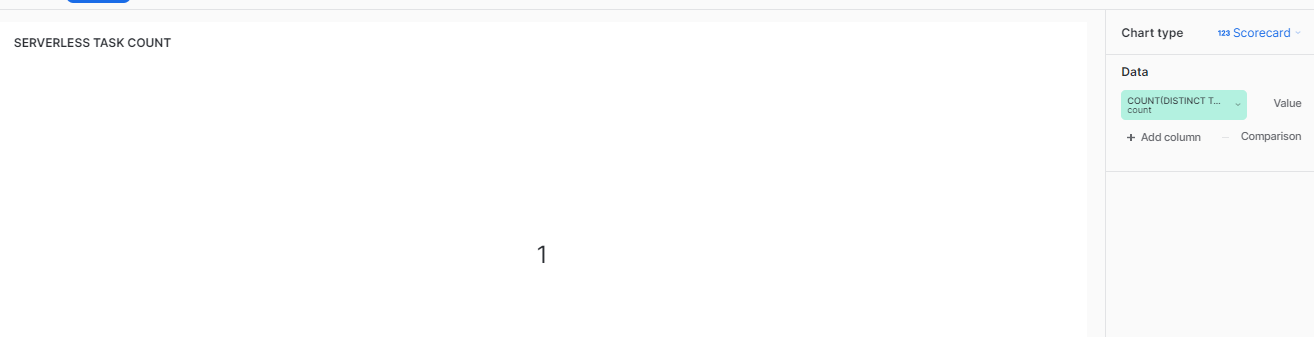 SERVERLESS TASK COUNT
1
Chart type
123 Scorecard
Data
COUNT(DISTINCT T...
count
Value
+ Add column
Comparison